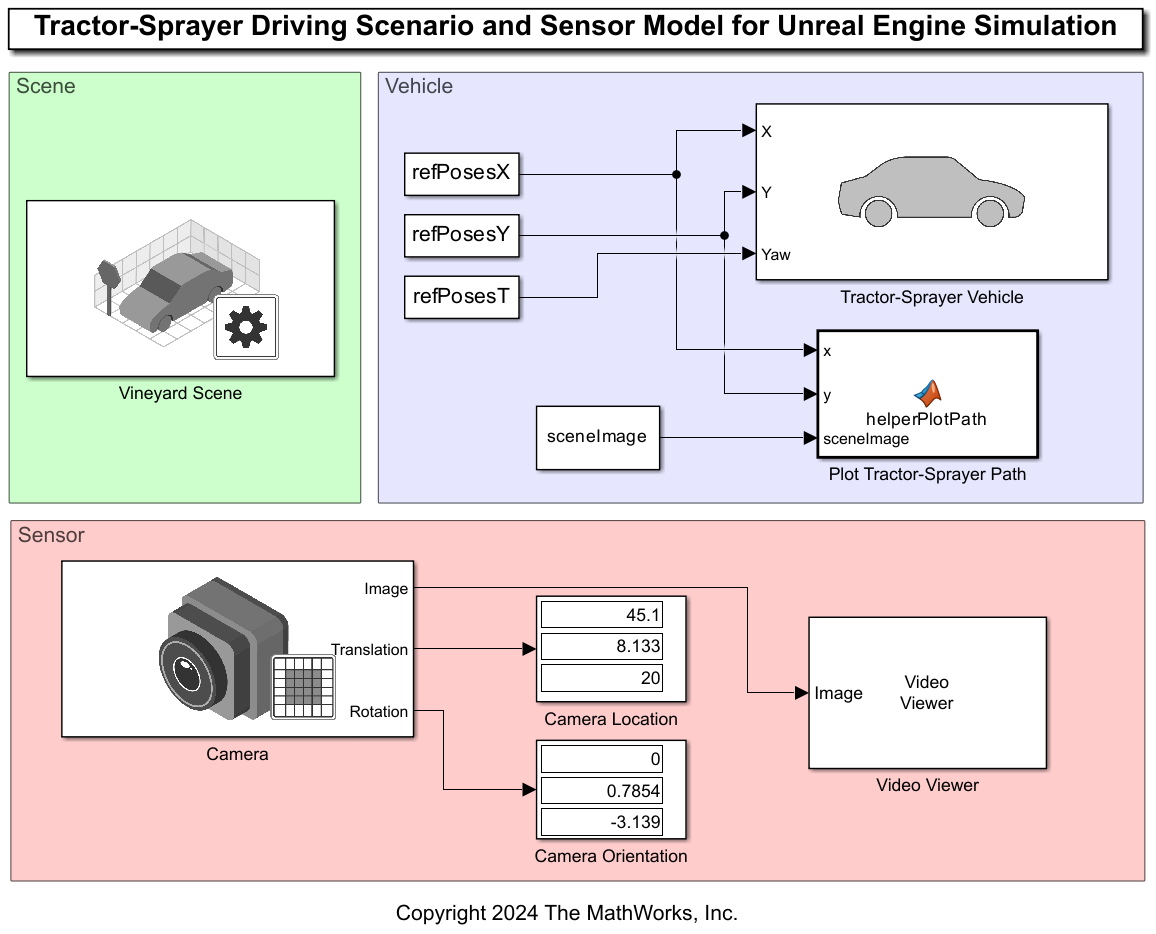 Tractor-Sprayer Driving Scenario and Sensor Model for Unreal Engine Simulation
Scene
Vineyard Scene
Vehicle
refPosesX
refPosesY
refPosesT
X
Y
Yaw
Tractor-Sprayer Vehicle
sceneImage
x
y
helperPlotPath
sceneImage
Plot Tractor-Sprayer Path
Sensor
Image
Translation
Rotation
Camera
45.1
8.133
20
Camera Location
0
0.7854
-3.139
Camera Orientation
Image
Video
Viewer
Video Viewer
Copyright 2024 The MathWorks, Inc.